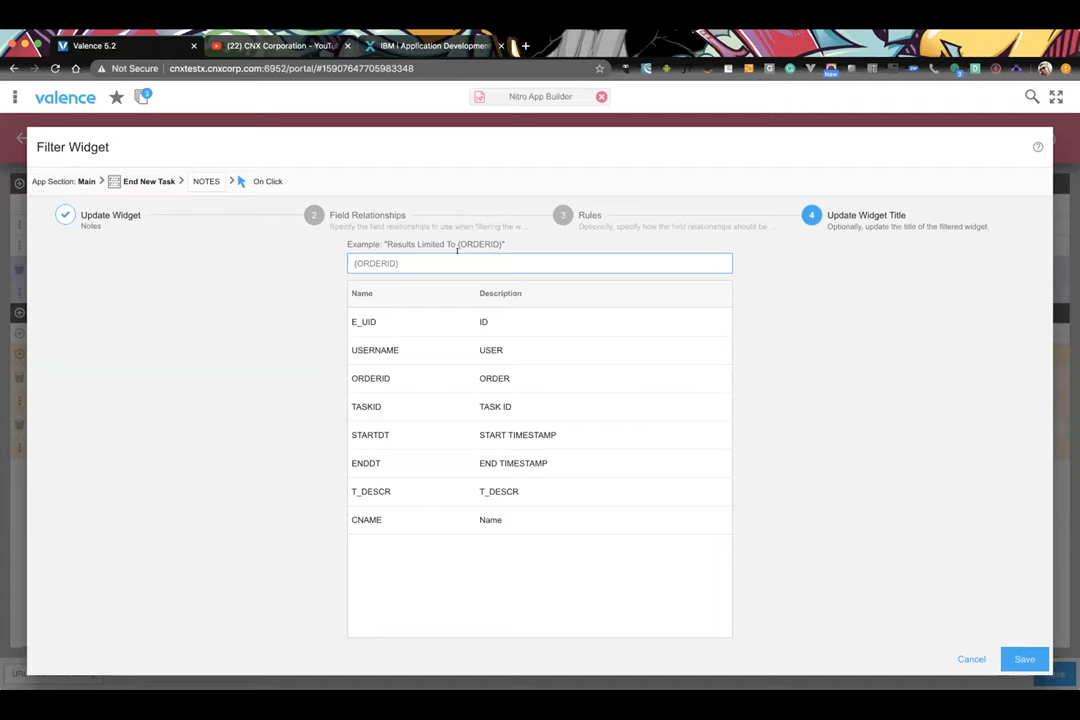 Valence 5.2
(22) CNX Corporation - YouTu
IBM i Application Developmen
Not Secure
cnxtestx.cnxcorp.com:6952/portal/#15907647705983348
New
valence
3
Nitro App Builder
Filter Widget
App Section: Main
End New Task
NOTES
On Click
Update Widget
Notes
2
Field Relationships
Specify the field relationships to use when filtering the w...
3
Rules
Optionally, specify how the field relationships should be ...
4
Update Widget Title
Optionally, update the title of the filtered widget.
Example: "Results Limited To {ORDERID}"
{ORDERID}
Name Description
E_UID ID
USERNAME USER
ORDERID ORDER
TASKID TASK ID
STARTDT START TIMESTAMP
ENDDT END TIMESTAMP
T_DESCR T_DESCR
CNAME Name
Cancel
Save